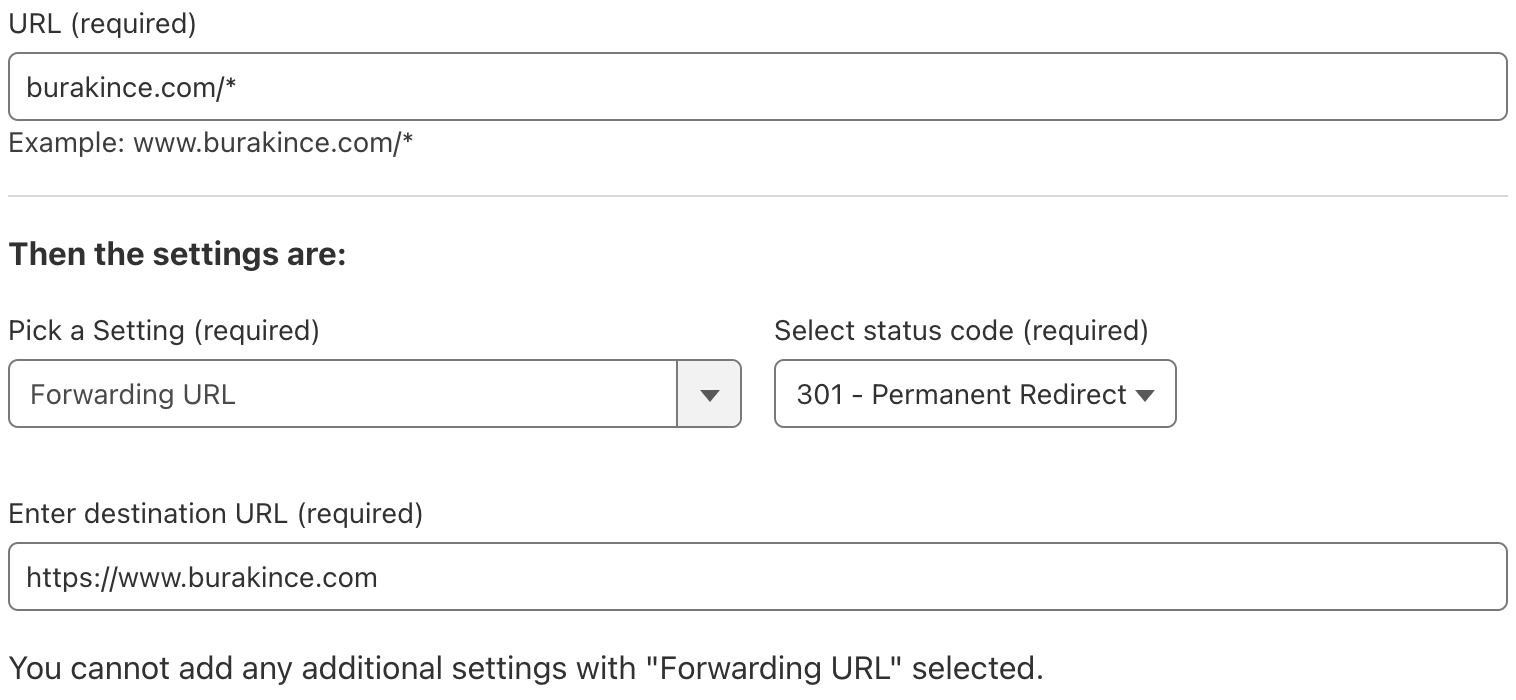 URL (required)
burakince.com/*
Example: www.burakince.com/*
Then the settings are:
Pick a Setting (required)
Select status code (required)
Forwarding URL
301 - Permanent Redirect
Enter destination URL (required)
https://www.burakince.com
You cannot add any additional settings with "Forwarding URL" selected.